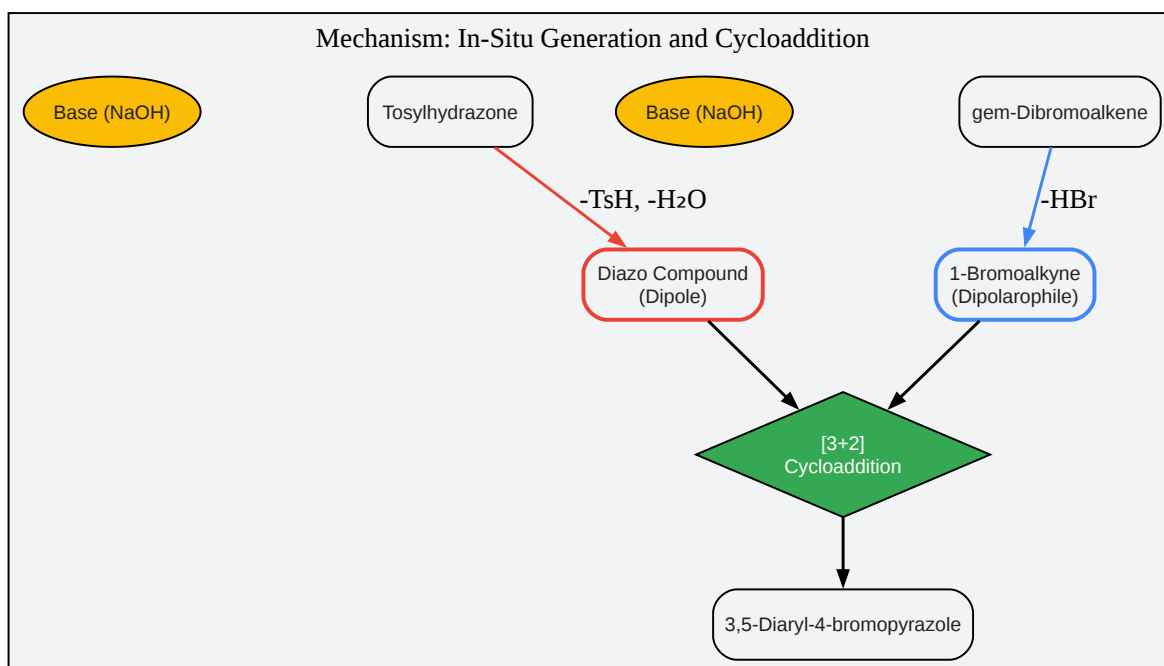 Mechanism: In-Situ Generation and Cycloaddition
Base (NaOH)
Tosylhydrazone
Base (NaOH)
gem-Dibromoalkene
-TsH, -H₂O
-HBr
Diazo Compound
(Dipole)
1-Bromoalkyne
(Dipolarophile)
[3+2]
Cycloaddition
3,5-Diaryl-4-bromopyrazole